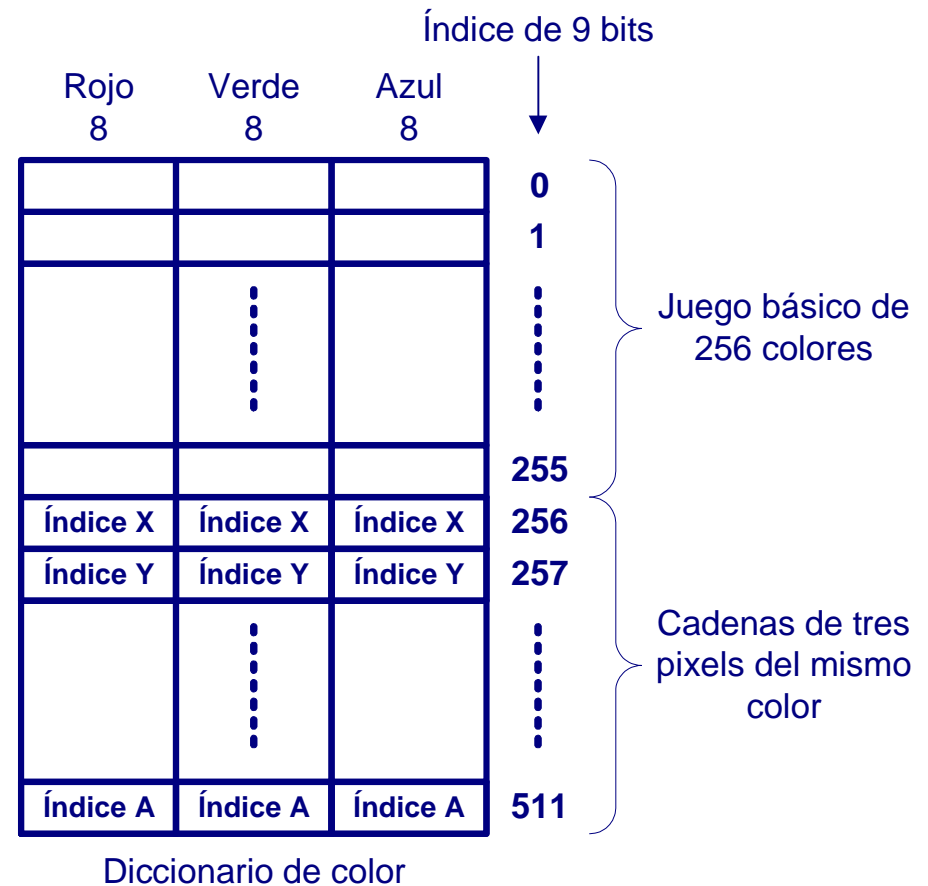 Índice de 9 bits
Rojo Verde Azul
8 8 8
0
1
Juego básico de
256 colores
255
Índice X Índice X Índice X 256
Índice Y Índice Y Índice Y 257
Cadenas de tres
pixels del mismo
color
Índice A Índice A Índice A 511
Diccionario de color